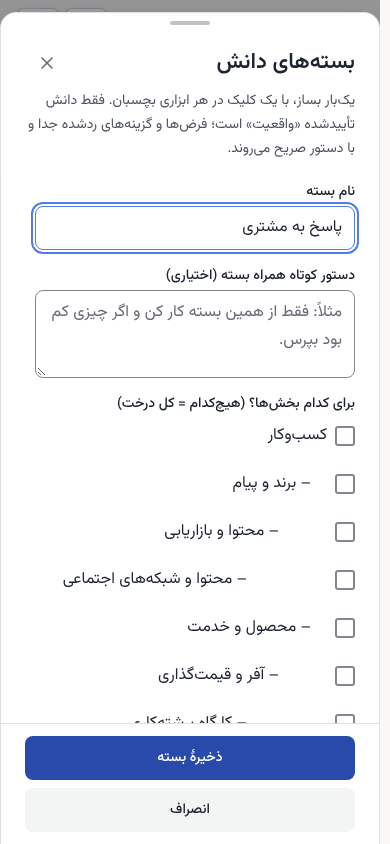 بسته‌های دانش
یک‌بار بساز، با یک کلیک در هر ابزاری بچسبان. فقط دانش
تأییدشده «واقعیت» است؛ فرض‌ها و گزینه‌های ردشده جدا و
با دستور صریح می‌روند.
نام بسته
پاسخ به مشتری
دستور کوتاه همراه بسته (اختیاری)
مثلاً: فقط از همین بسته کار کن و اگر چیزی کم
بود بپرس.
برای کدام بخش‌ها؟ (هیچ‌کدام = کل درخت)
کسب‌وکار
– برند و پیام
– محتوا و بازاریابی
– محتوا و شبکه‌های اجتماعی
– محصول و خدمت
– آفر و قیمت‌گذاری
ذخیرهٔ بسته
انصراف